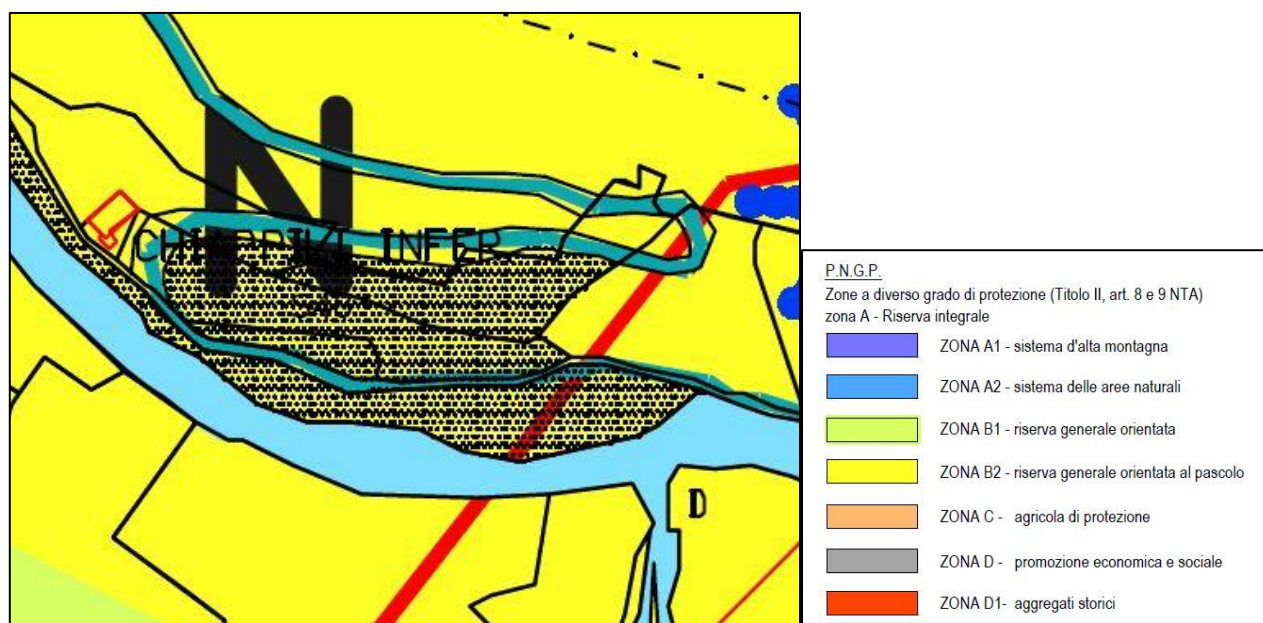 N
CHIAPPILI INFER
D
P.N.G.P.
Zone a diverso grado di protezione (Titolo II, art. 8 e 9 NTA)
zona A - Riserva integrale
ZONA A1 - sistema d'alta montagna
ZONA A2 - sistema delle aree naturali
ZONA B1 - riserva generale orientata
ZONA B2 - riserva generale orientata al pascolo
ZONA C - agricola di protezione
ZONA D - promozione economica e sociale
ZONA D1- aggregati storici